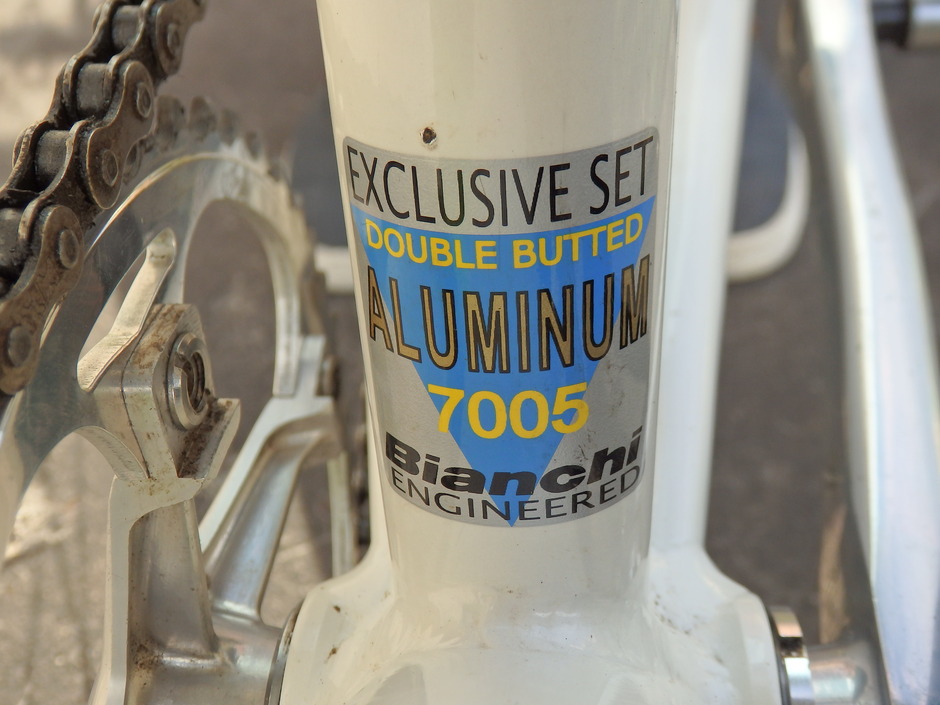 EXCLUSIVE SET
DOUBLE BUTTED
ALUMINUM
7005
Bianchi
ENGINEERED